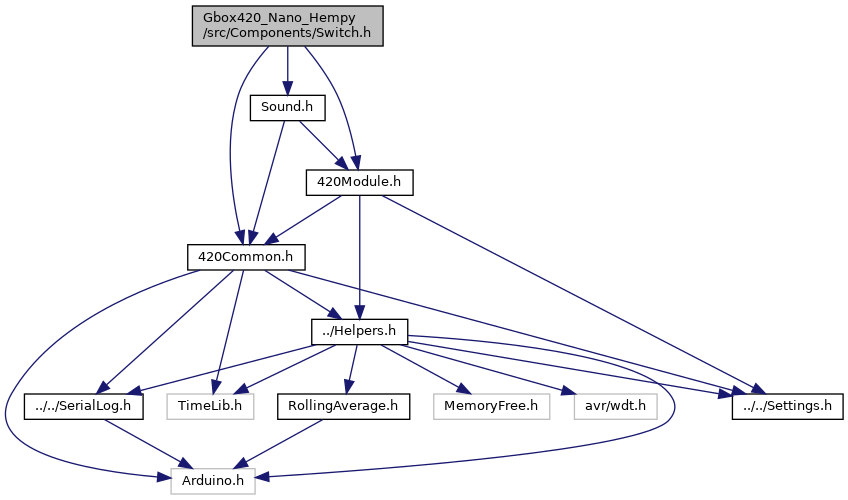 Gbox420_Nano_Hempy
/src/Components/Switch.h
Sound.h
420Module.h
420Common.h
../Helpers.h
../../SerialLog.h
TimeLib.h
RollingAverage.h
MemoryFree.h
avr/wdt.h
../../Settings.h
Arduino.h